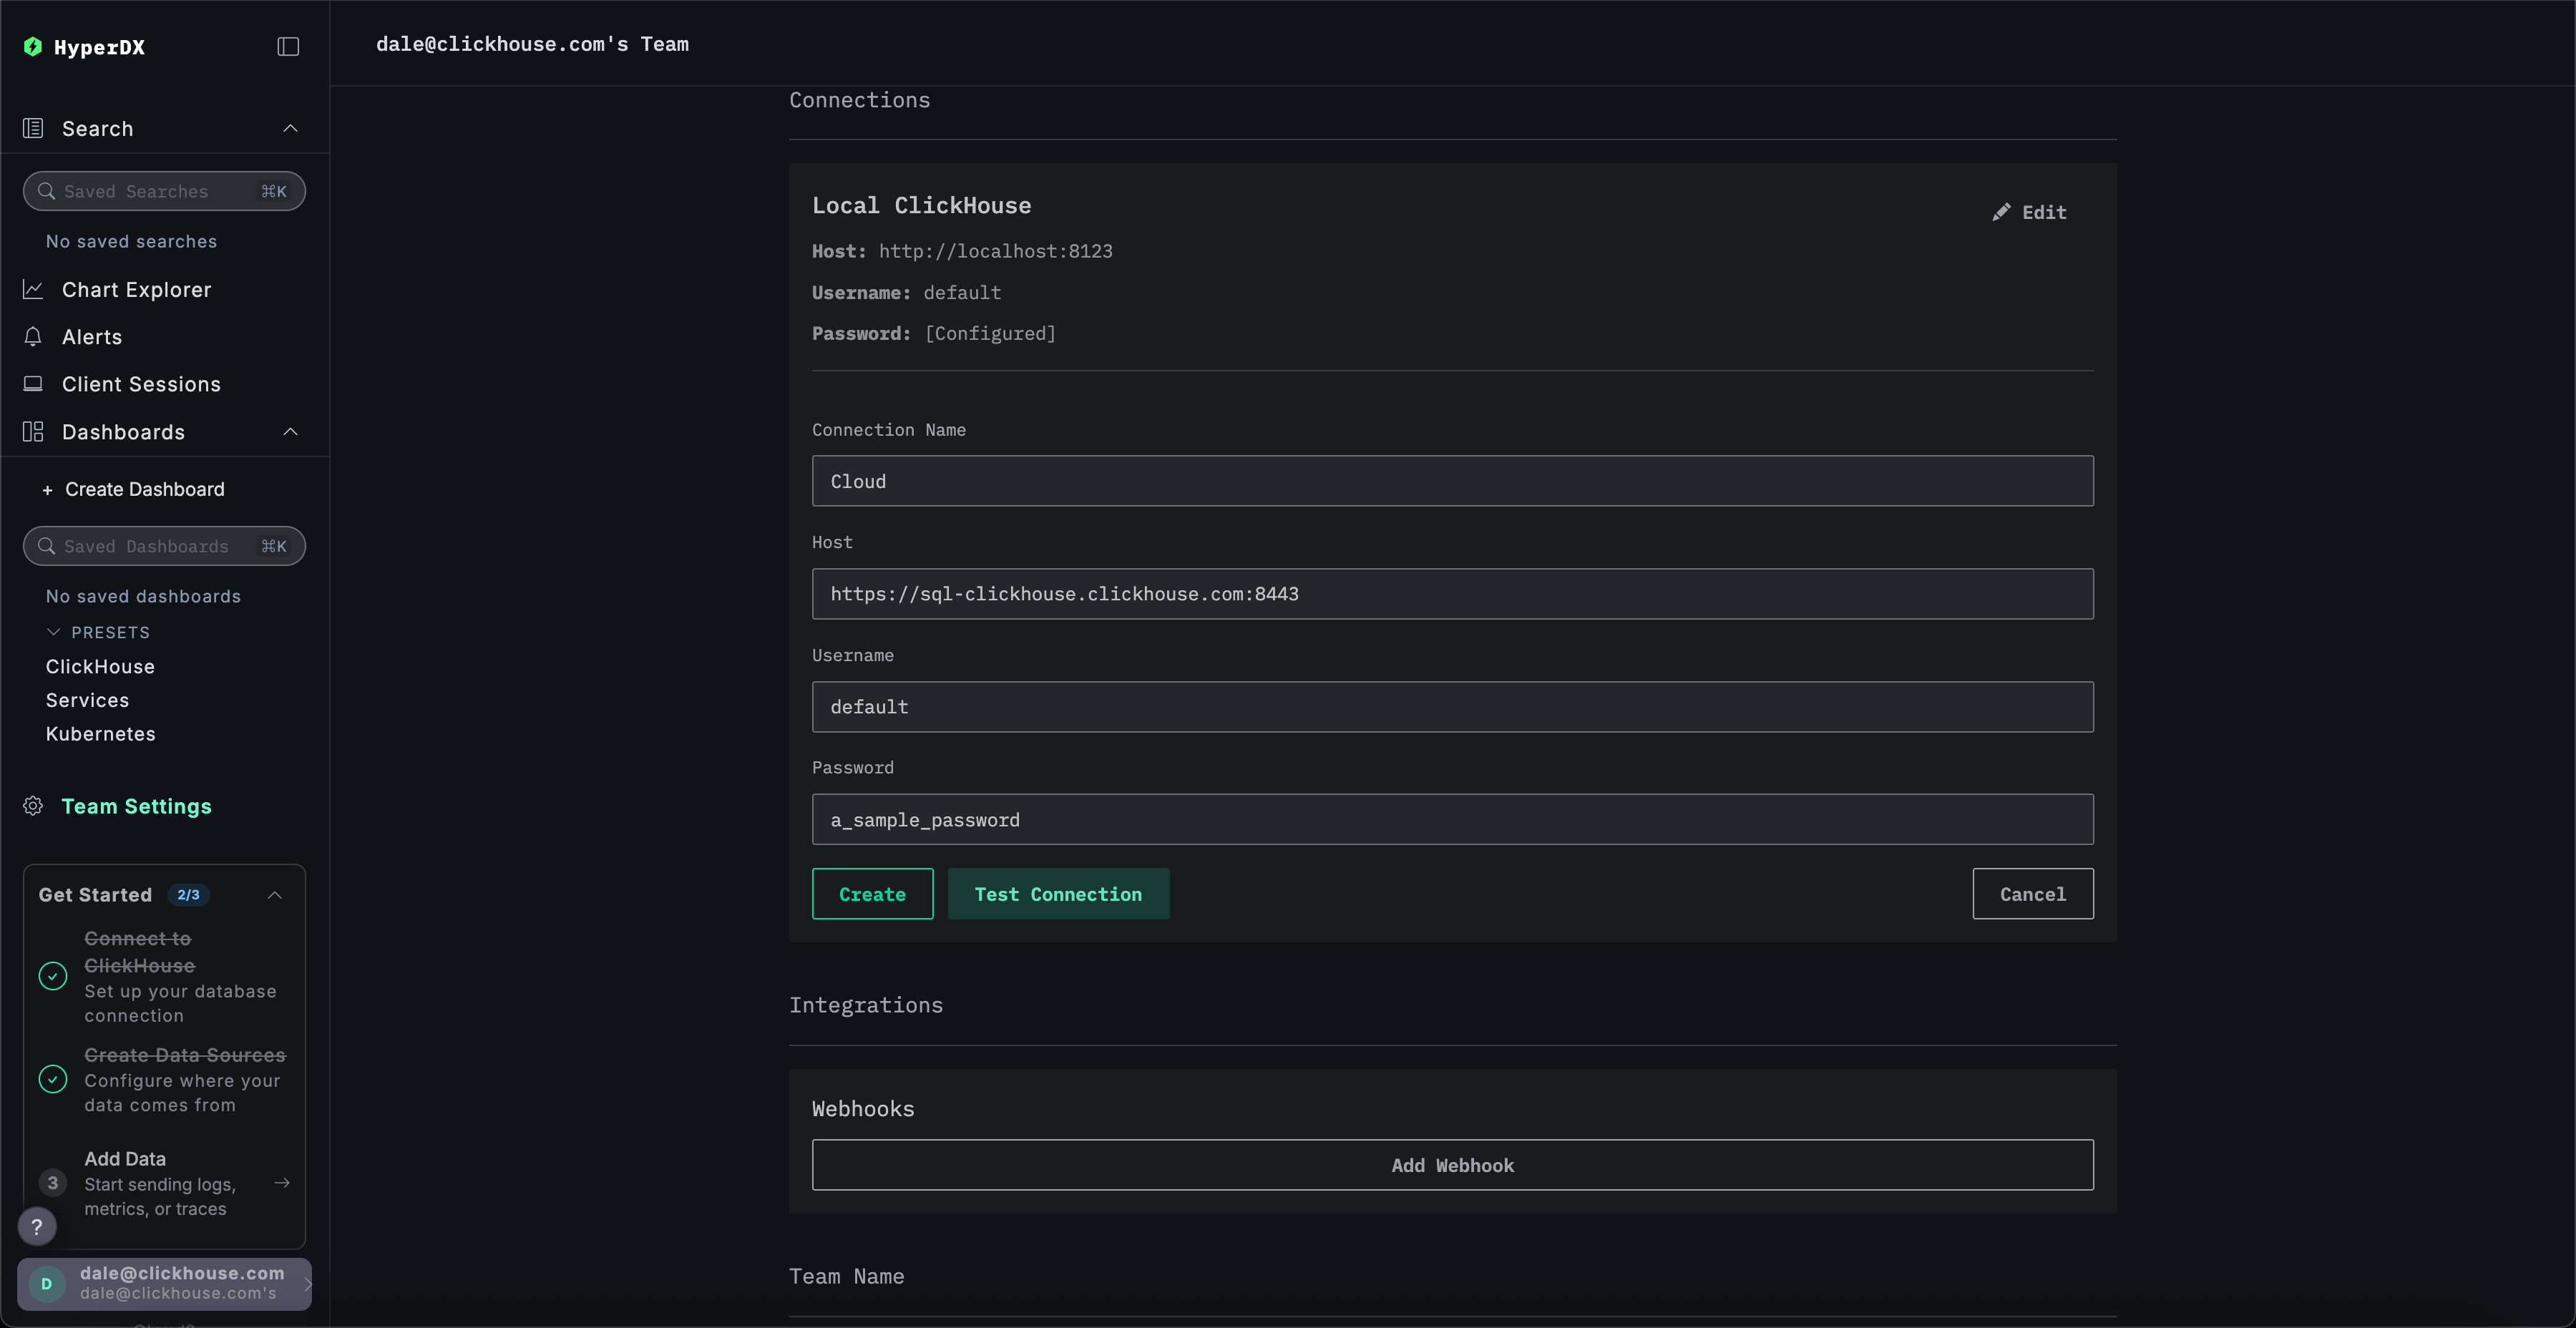 HyperDX
Search
Saved Searches ⌘K
No saved searches
Chart Explorer
Alerts
Client Sessions
Dashboards
+ Create Dashboard
Saved Dashboards ⌘K
No saved dashboards
PRESETS
ClickHouse
Services
Kubernetes
Team Settings
Get Started 2/3
Connect to
ClickHouse
Set up your database
connection
Create Data Sources
Configure where your
data comes from
3
Add Data
Start sending logs,
metrics, or traces
?
D
dale@clickhouse.com
dale@clickhouse.com's
dale@clickhouse.com's Team
Connections
Local ClickHouse
Edit
Host: http://localhost:8123
Username: default
Password: [Configured]
Connection Name
Cloud
Host
https://sql-clickhouse.clickhouse.com:8443
Username
default
Password
a_sample_password
Create
Test Connection
Cancel
Integrations
Webhooks
Add Webhook
Team Name